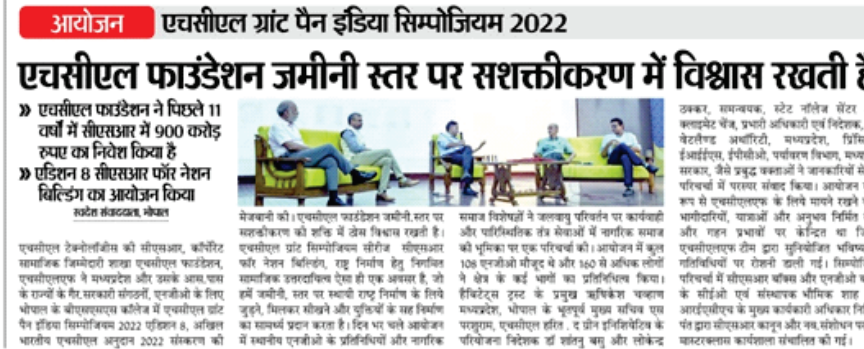 आयोजन
एचसीएल ग्रांट पैन इंडिया सिम्पोजियम 2022
एचसीएल फाउंडेशन जमीनी स्तर पर सशक्तीकरण में विश्वास रखती
» एचसीएल फाउंडेशन ने पिछले 11
वर्षों में सीएसआर में 900 करोड़
रुपए का निवेश किया है
» एडिशन 8 सीएसआर फॉर नेशन
बिल्डिंग का आयोजन किया
स्वदेश संवाददाता, भोपाल
एचसीएल टेक्नोलॉजीस की सीएसआर, कॉर्पोरेट
सामाजिक जिम्मेदारी शाखा एचसीएल फाउंडेशन,
एचसीएलएफ ने मध्यप्रदेश और उसके आस,पास
के राज्यों के गैर,सरकारी संगठनों, एनजीओ के लिए
भोपाल के बीएसएसएस कॉलेज में एचसीएल ग्रांट
पैन इंडिया सिम्पोजियम 2022 एडिशन 8, अखिल
भारतीय एचसीएल अनुदान 2022 संस्करण की
मेजबानी की। एचसीएल फाउंडेशन जमीनी,स्तर पर
सशक्तीकरण की शक्ति में ठोस विश्वास रखता है।
एचसीएल ग्रांट सिम्पोजियम सीरीज सीएसआर
फॉर नेशन बिल्डिंग, राष्ट्र निर्माण हेतु निगमित
सामाजिक उत्तरदायित्व ऐसा ही एक अवसर है, जो
हमें जमीनी, स्तर पर स्थायी राष्ट्र निर्माण के लिये
जुड़ने, मिलकर सीखने और युक्तियों के सह निर्माण
का सामर्थ्य प्रदान करता है। दिन भर चले आयोजन
में स्थानीय एनजीओ के प्रतिनिधियों और नागरिक
समाज विशेषज्ञों ने जलवायु परिवर्तन पर कार्यवाही
और पारिस्थितिक तंत्र सेवाओं में नागरिक समाज
की भूमिका पर एक परिचर्चा की। आयोजन में कुल
108 एनजीओ मौजूद थे और 160 से अधिक लोगों
ने क्षेत्र के कई भागों का प्रतिनिधित्व किया।
हैबिटेट्स ट्रस्ट के प्रमुख ऋषिकेश चव्हाण
मध्यप्रदेश, भोपाल के भूतपूर्व मुख्य सचिव एस
परशुराम, एचसीएल हरित . द ग्रीन इनिशियेटिव के
परियोजना निदेशक डॉ शांतनु बसु और लोकेन्द्र
ठक्कर, समन्वयक, स्टेट नॉलेज सेंटर
क्लाइमेट चेंज, प्रभारी अधिकारी एवं निदेशक,
वेटलैण्ड अथॉरिटी, मध्यप्रदेश,
ईआईईएस, ईपीसीओ, पर्यावरण विभाग,
सरकार, जैसे प्रबुद्ध वक्ताओं ने जानकारियों से
परिचर्चा में परस्पर संवाद किया। आयोजन
रूप से एचसीएलएफ के लिये मायने रखने
भागीदारियों, यात्राओं और अनुभव निर्मित
और गहन प्रभावों पर केन्द्रित था
एचसीएलएफ टीम द्वारा सुनियोजित
गतिविधियों पर रोशनी डाली गई।
परिचर्चा में सीएसआर बॉक्स और एनजीओ
के सीईओ एवं संस्थापक भौमिक शाह
आरईएसीएच के मुख्य कार्यकारी अधिकार
पंत द्वारा सीएसआर कानून और नव,संशोधन
मास्टरक्लास कार्यशाला संचालित की गई।